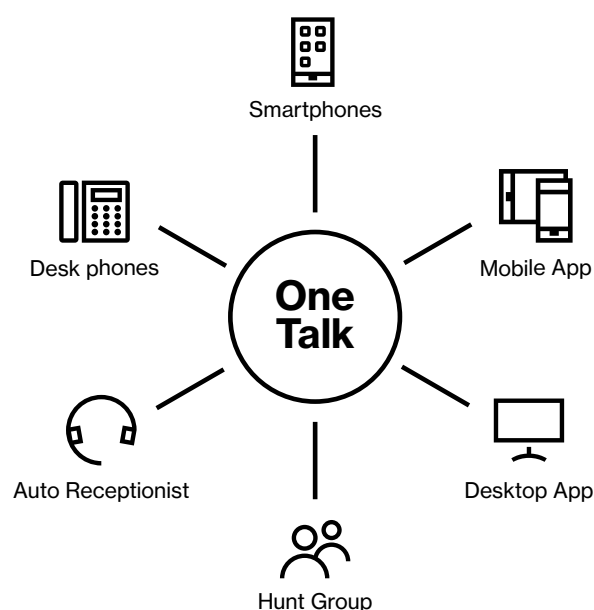 Smartphones
Desk phones
Mobile App
One
Talk
Auto Receptionist
Desktop App
Hunt Group